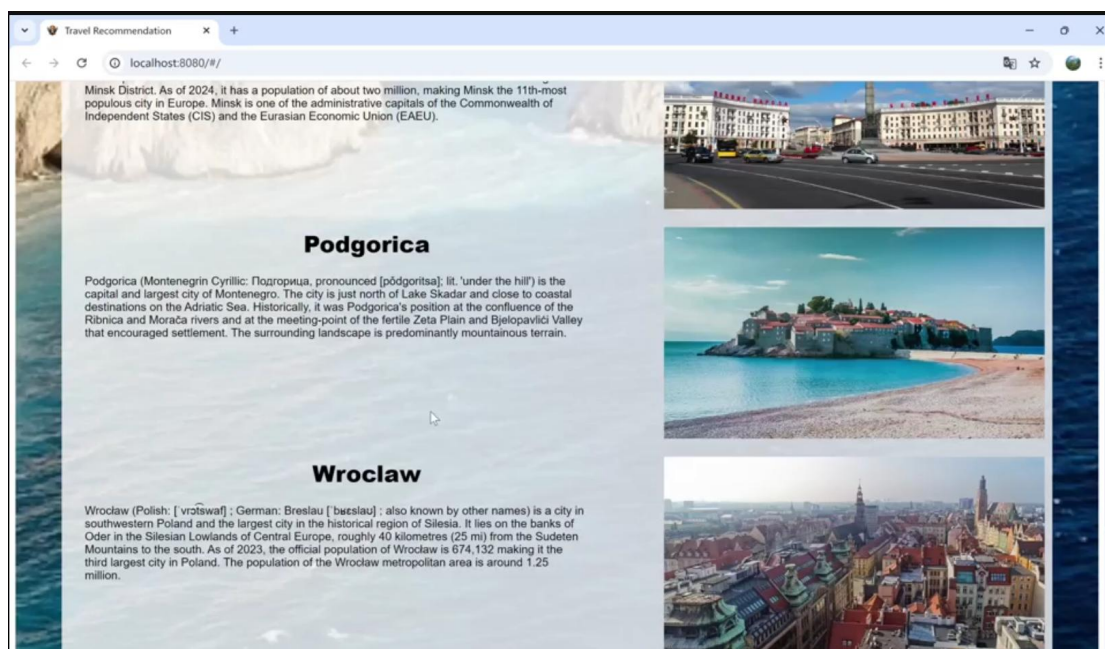 Travel Recommendation
localhost:8080/#/
Minsk District. As of 2024, it has a population of about two million, making Minsk the 11th-most
populous city in Europe. Minsk is one of the administrative capitals of the Commonwealth of
Independent States (CIS) and the Eurasian Economic Union (EAEU).
Podgorica
Podgorica (Montenegrin Cyrillic: Подгорица, pronounced [pǒdɡoritsa]; lit. 'under the hill') is the
capital and largest city of Montenegro. The city is just north of Lake Skadar and close to coastal
destinations on the Adriatic Sea. Historically, it was Podgorica's position at the confluence of the
Ribnica and Morača rivers and at the meeting-point of the fertile Zeta Plain and Bjelopavlići Valley
that encouraged settlement. The surrounding landscape is predominantly mountainous terrain.
Wroclaw
Wrocław (Polish: [ˈvrɔt͡swaf] ; German: Breslau [ˈbʁɛslaʊ] ; also known by other names) is a city in
southwestern Poland and the largest city in the historical region of Silesia. It lies on the banks of
Oder in the Silesian Lowlands of Central Europe, roughly 40 kilometres (25 mi) from the Sudeten
Mountains to the south. As of 2023, the official population of Wrocław is 674,132 making it the
third largest city in Poland. The population of the Wrocław metropolitan area is around 1.25
million.